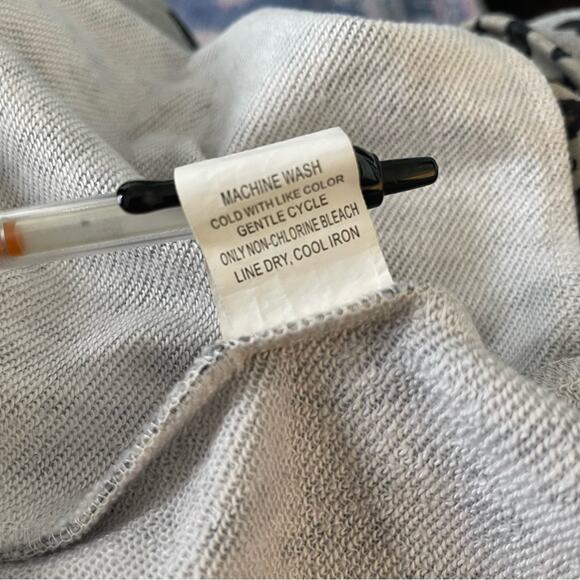 MACHINE WASH
COLD WITH LIKE COLOR
GENTLE CYCLE
ONLY NON-CHLORINE BLEACH
LINE DRY, COOL IRON